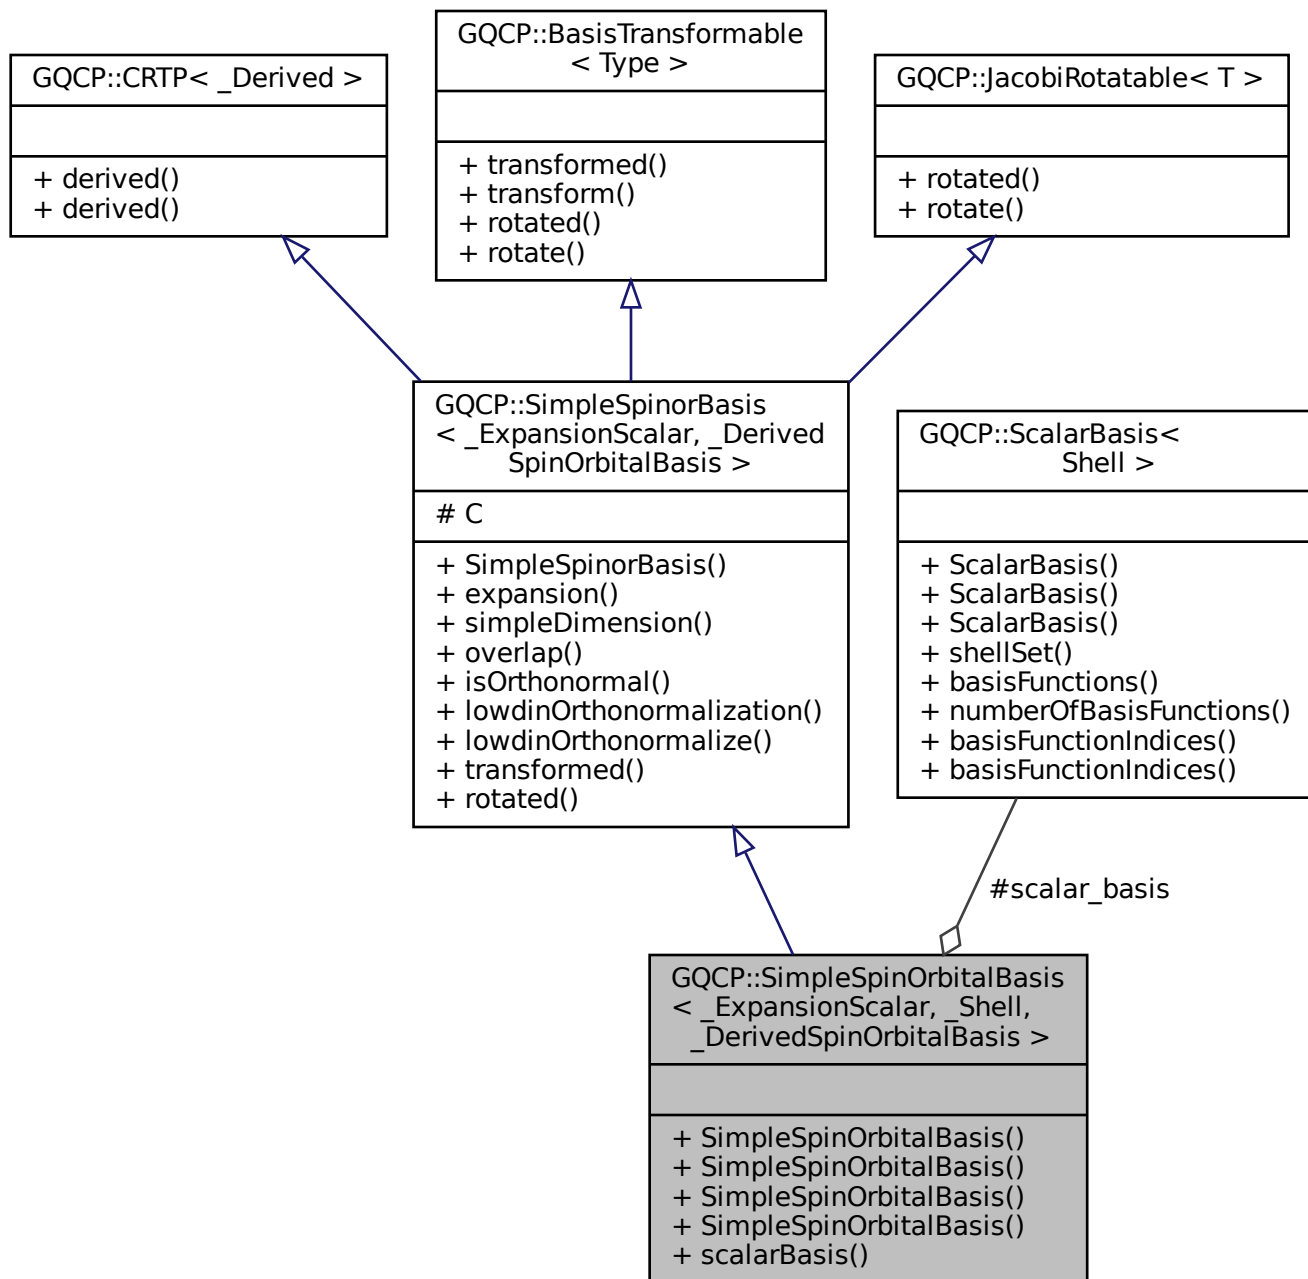 GQCP::CRTP< _Derived >
+ derived()
+ derived()
GQCP::BasisTransformable
< Type >
+ transformed()
+ transform()
+ rotated()
+ rotate()
GQCP::JacobiRotatable< T >
+ rotated()
+ rotate()
GQCP::SimpleSpinorBasis
< _ExpansionScalar, _Derived
SpinOrbitalBasis >
# C
+ SimpleSpinorBasis()
+ expansion()
+ simpleDimension()
+ overlap()
+ isOrthonormal()
+ lowdinOrthonormalization()
+ lowdinOrthonormalize()
+ transformed()
+ rotated()
GQCP::ScalarBasis<
Shell >
+ ScalarBasis()
+ ScalarBasis()
+ ScalarBasis()
+ shellSet()
+ basisFunctions()
+ numberOfBasisFunctions()
+ basisFunctionIndices()
+ basisFunctionIndices()
#scalar_basis
GQCP::SimpleSpinOrbitalBasis
< _ExpansionScalar, _Shell,
_DerivedSpinOrbitalBasis >
+ SimpleSpinOrbitalBasis()
+ SimpleSpinOrbitalBasis()
+ SimpleSpinOrbitalBasis()
+ SimpleSpinOrbitalBasis()
+ scalarBasis()